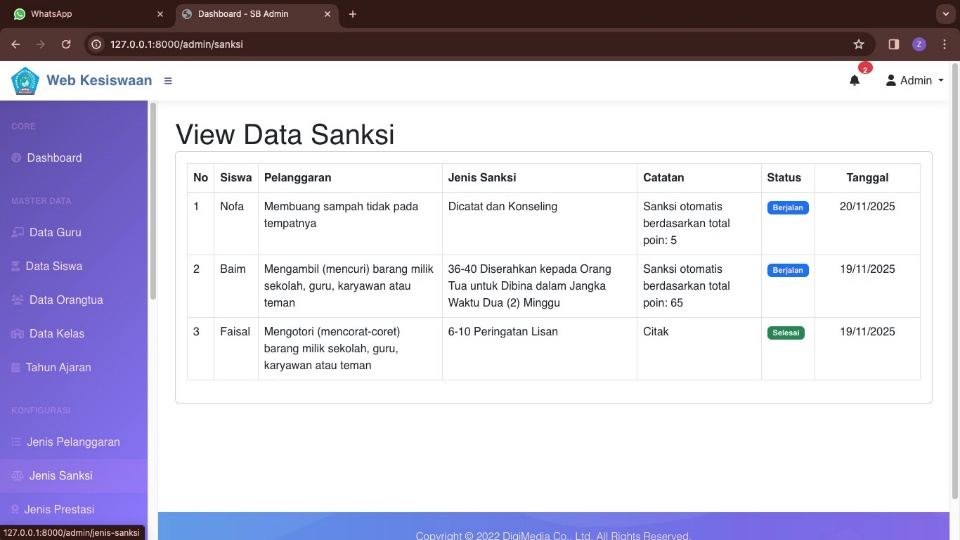 WhatsApp
Dashboard - SB Admin
127.0.0.1:8000/admin/sanksi
Z
Web Kesiswaan
2
Admin
CORE
Dashboard
MASTER DATA
Data Guru
Data Siswa
Data Orangtua
Data Kelas
Tahun Ajaran
KONFIGURASI
Jenis Pelanggaran
Jenis Sanksi
Jenis Prestasi
127.0.0.1:8000/admin/jenis-sanksi
View Data Sanksi
No Siswa Pelanggaran Jenis Sanksi Catatan Status Tanggal
1 Nofa Membuang sampah tidak pada Dicatat dan Konseling Sanksi otomatis Berjalan 20/11/2025
tempatnya berdasarkan total
poin: 5
2 Baim Mengambil (mencuri) barang milik 36-40 Diserahkan kepada Orang Sanksi otomatis Berjalan 19/11/2025
sekolah, guru, karyawan atau Tua untuk Dibina dalam Jangka berdasarkan total
teman Waktu Dua (2) Minggu poin: 65
3 Faisal Mengotori (mencorat-coret) 6-10 Peringatan Lisan Citak Selesai 19/11/2025
barang milik sekolah, guru,
karyawan atau teman
Copyright © 2022 DigiMedia Co., Ltd. All Rights Reserved.